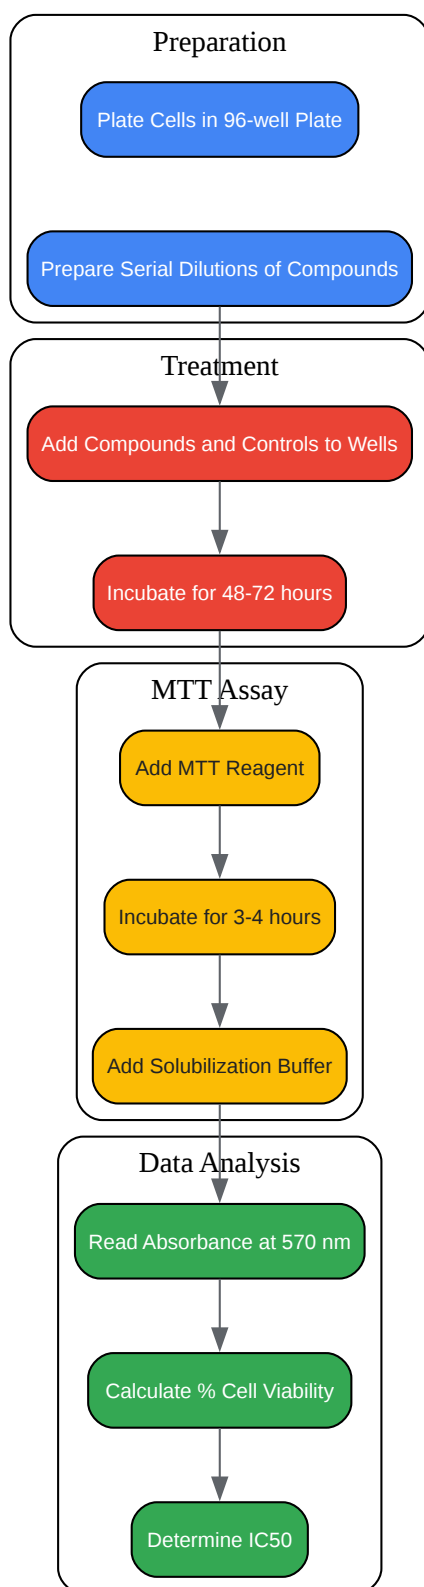 Preparation
Plate Cells in 96-well Plate
Prepare Serial Dilutions of Compounds
Treatment
Add Compounds and Controls to Wells
Incubate for 48-72 hours
MTT Assay
Add MTT Reagent
Incubate for 3-4 hours
Add Solubilization Buffer
Data Analysis
Read Absorbance at 570 nm
Calculate % Cell Viability
Determine IC50